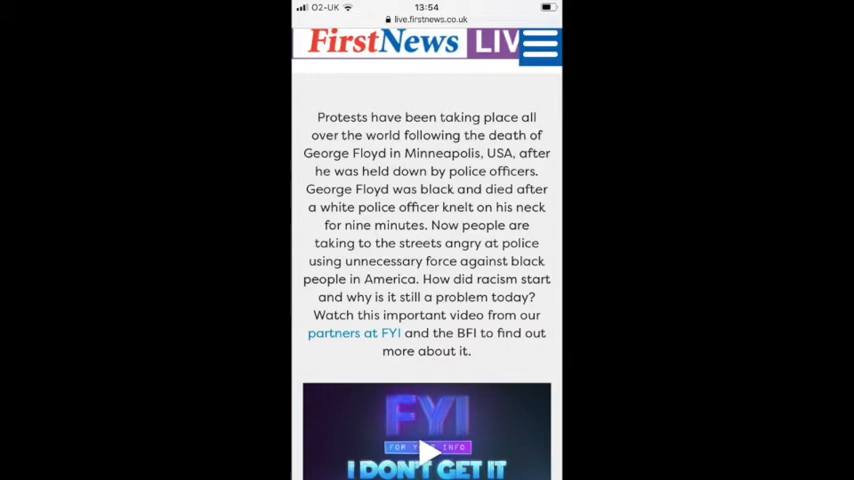 O2-UK
13:54
live.firstnews.co.uk
FirstNews LIV
Protests have been taking place all
over the world following the death of
George Floyd in Minneapolis, USA, after
he was held down by police officers.
George Floyd was black and died after
a white police officer knelt on his neck
for nine minutes. Now people are
taking to the streets angry at police
using unnecessary force against black
people in America. How did racism start
and why is it still a problem today?
Watch this important video from our
partners at FYI and the BFI to find out
more about it.
FYI
FOR INFO
I DON'T GET IT